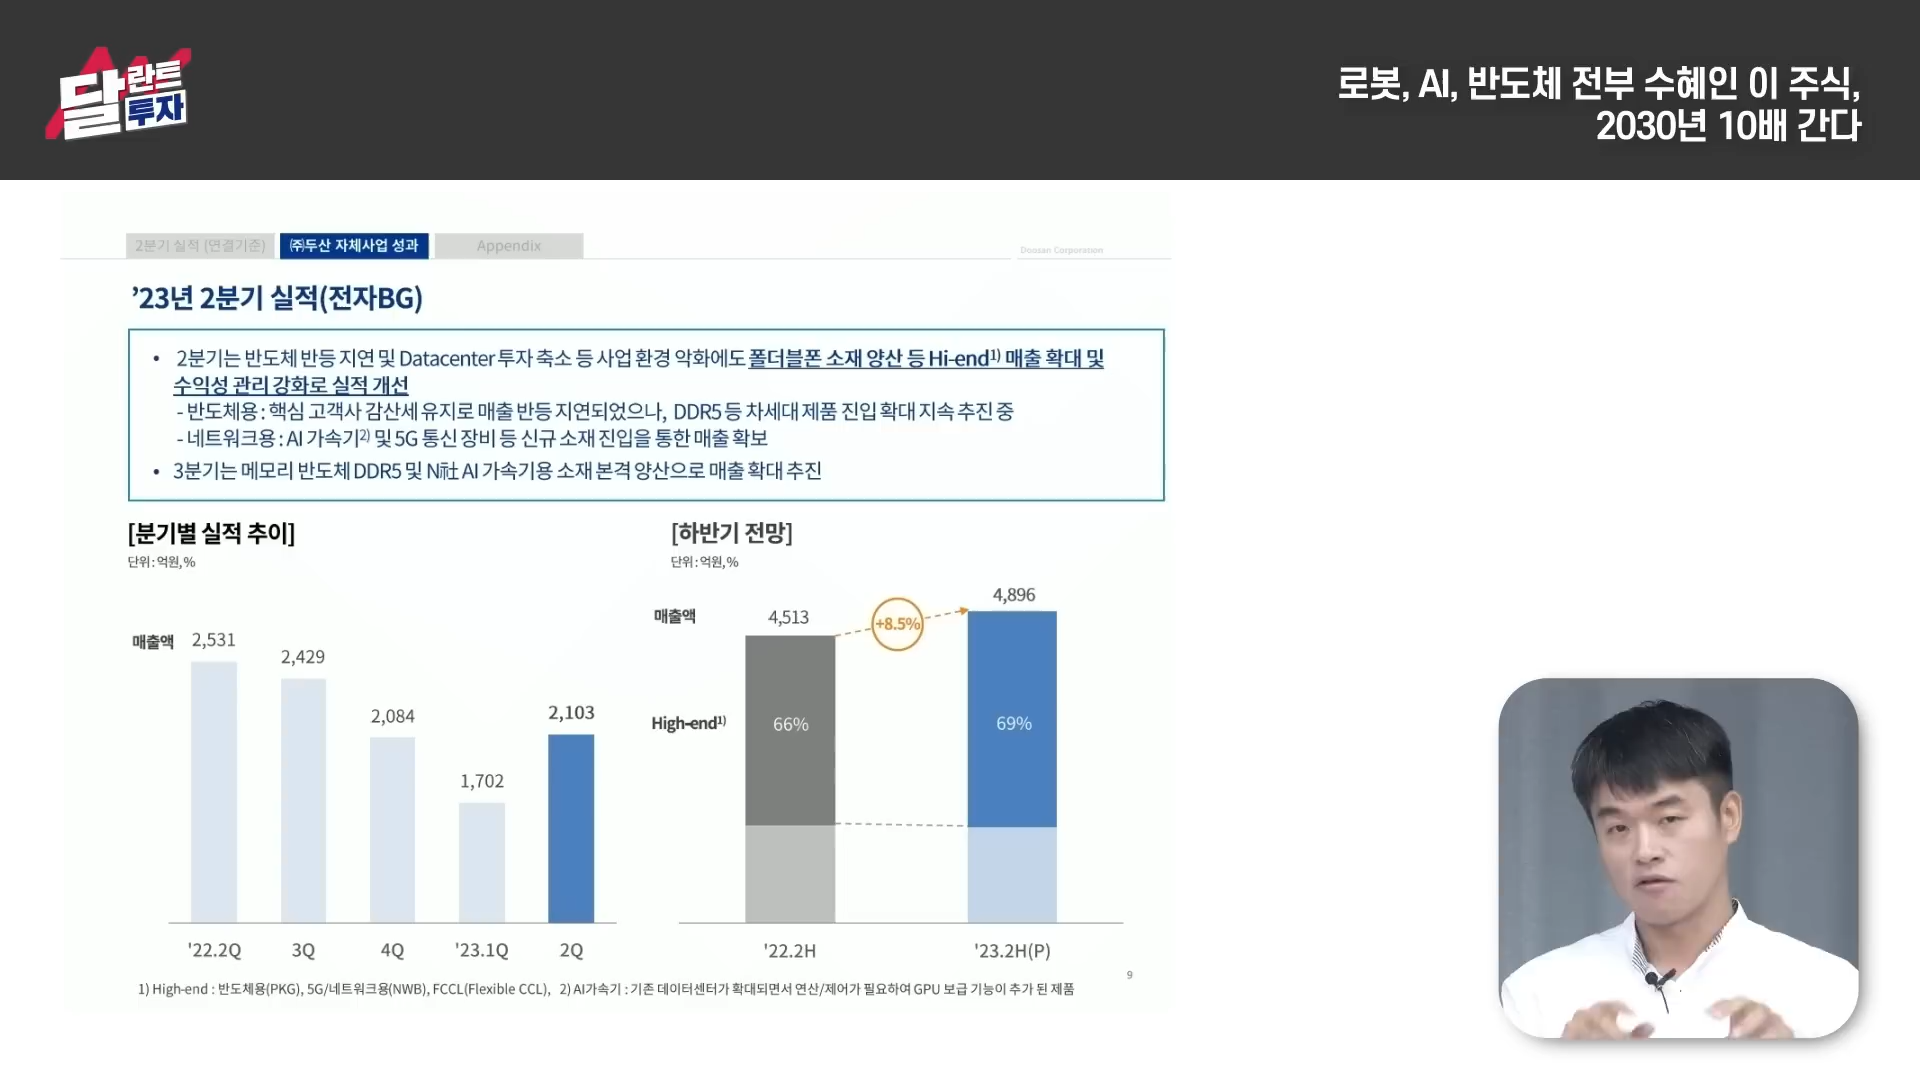 달란트투자
로봇, AI, 반도체 전부 수혜인 이 주식,
2030년 10배 간다
2분기 실적 (연결기준)
㈜두산 자체사업 성과
Appendix
Doosan Corporation
’23년 2분기 실적(전자BG)
• 2분기는 반도체 반등 지연 및 Datacenter 투자 축소 등 사업 환경 악화에도 폴더블폰 소재 양산 등 Hi-end1) 매출 확대 및
수익성 관리 강화로 실적 개선
- 반도체용 : 핵심 고객사 감산세 유지로 매출 반등 지연되었으나, DDR5 등 차세대 제품 진입 확대 지속 추진 중
- 네트워크용 : AI 가속기2) 및 5G 통신 장비 등 신규 소재 진입을 통한 매출 확보
• 3분기는 메모리 반도체 DDR5 및 N社 AI 가속기용 소재 본격 양산으로 매출 확대 추진
[분기별 실적 추이]
단위 : 억원, %
매출액
2,531
2,429
2,084
1,702
2,103
'22.2Q
3Q
4Q
'23.1Q
2Q
[하반기 전망]
단위 : 억원, %
매출액
4,513
+8.5%
4,896
High-end1)
66%
69%
'22.2H
'23.2H(P)
9
1) High-end : 반도체용(PKG), 5G/네트워크용(NWB), FCCL(Flexible CCL), 2) AI가속기 : 기존 데이터센터가 확대되면서 연산/제어가 필요하여 GPU 보급 기능이 추가 된 제품